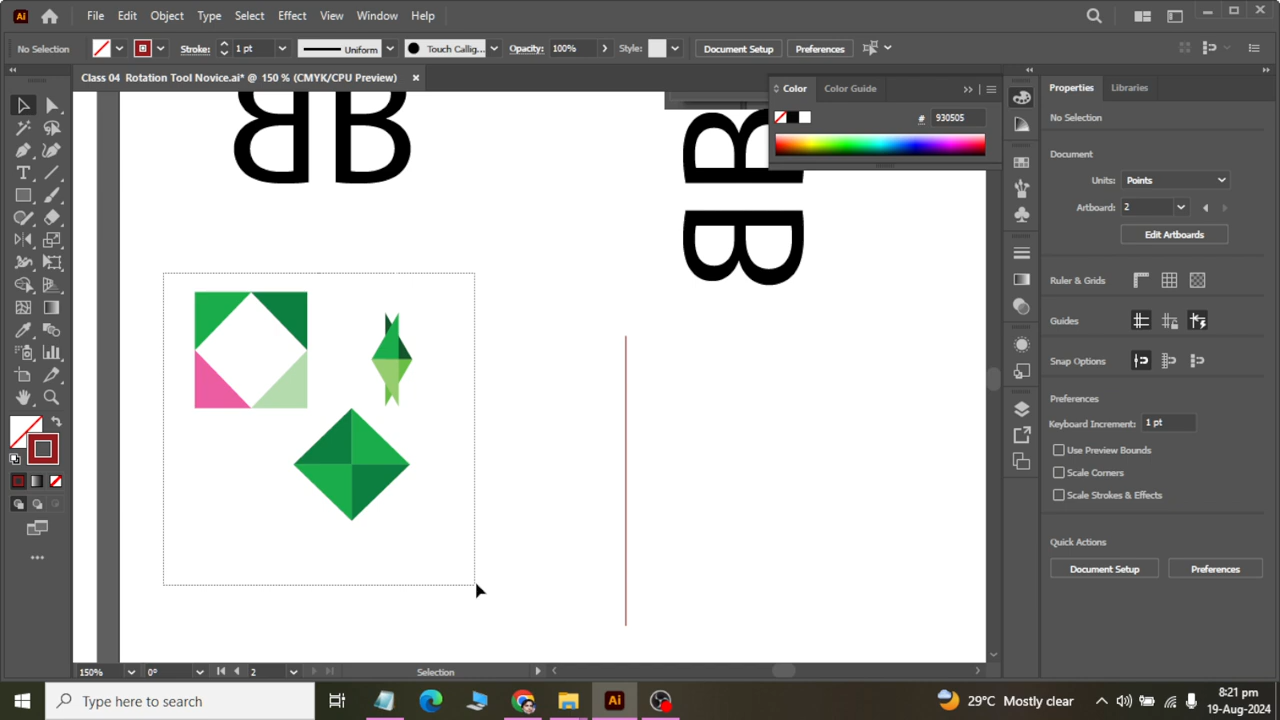 Ai File Edit Object Type Select Effect View Window Help
No Selection Stroke: 1 pt Uniform Touch Callig... Opacity: 100% Style: Document Setup Preferences
Class 04 Rotation Tool Novice.ai* @ 150 % (CMYK/CPU Preview) ×
Color Color Guide
# 930505
Properties Libraries
No Selection
Document
Units: Points
Artboard: 2
Edit Artboards
Ruler & Grids
Guides
Snap Options
Preferences
Keyboard Increment: 1 pt
Use Preview Bounds
Scale Corners
Scale Strokes & Effects
Quick Actions
Document Setup Preferences
B B
B
B
150% 0° 2 Selection
Type here to search
Ai
29°C Mostly clear
8:21 pm
19-Aug-2024